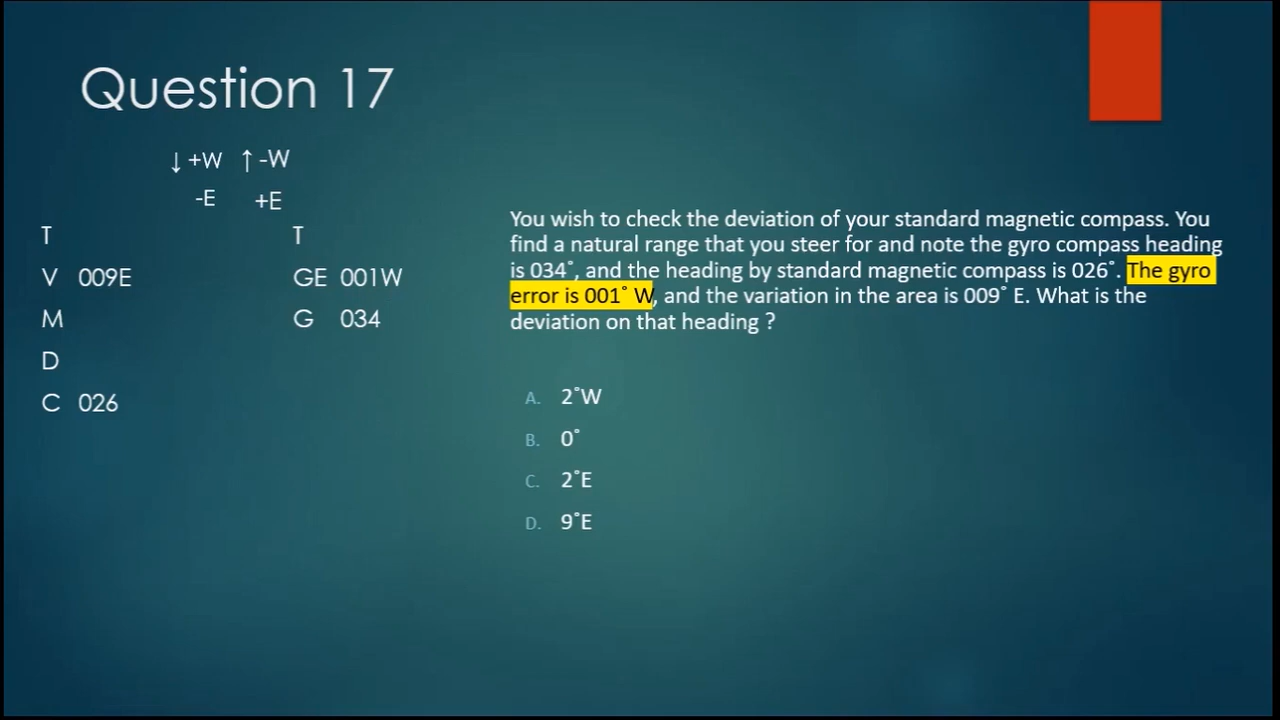 Question 17
↓+W ↑-W
-E +E
T T
V 009E GE 001W
M G 034
D
C 026
You wish to check the deviation of your standard magnetic compass. You
find a natural range that you steer for and note the gyro compass heading
is 034°, and the heading by standard magnetic compass is 026°. The gyro
error is 001° W, and the variation in the area is 009° E. What is the
deviation on that heading ?
A. 2°W
B. 0°
C. 2°E
D. 9°E